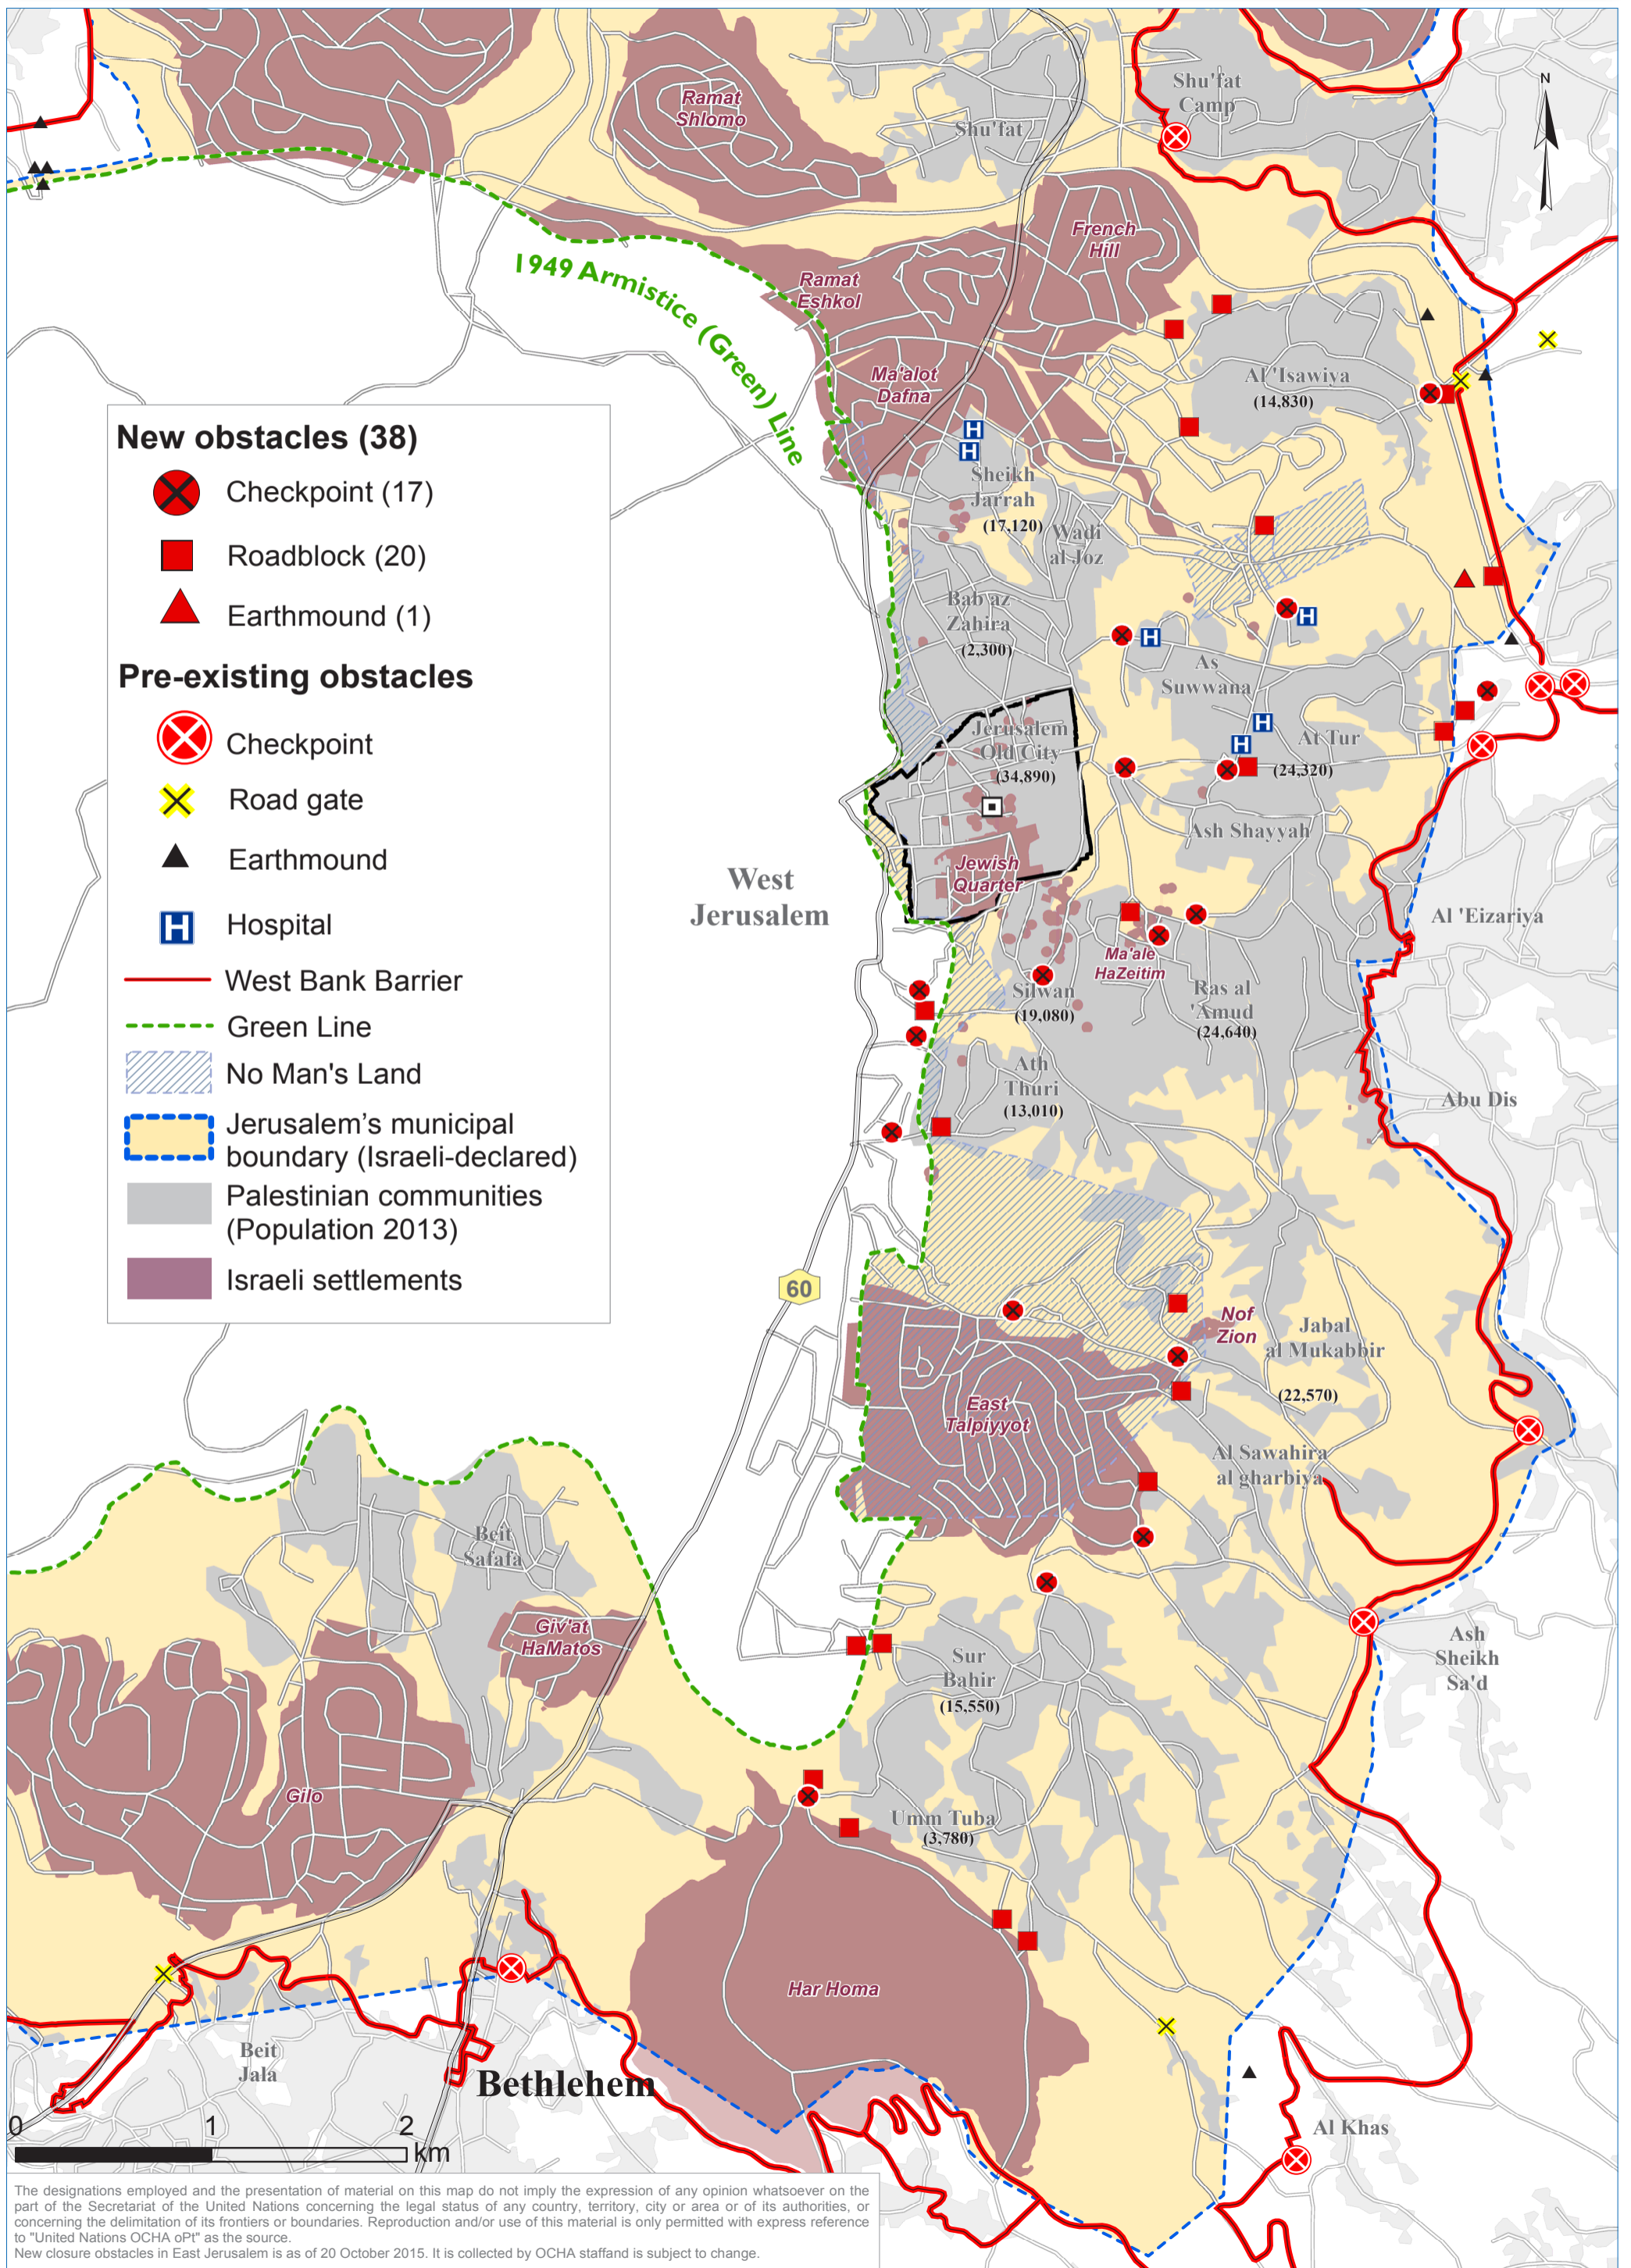 Ramat
Shlomo
Shu'fat
Shu'fat
Camp
N
French
Hill
1949 Armistice (Green) Line
Ramat
Eshkol
Ma'alot
Dafna
Al 'Isawiya
(14,830)
H
H
Sheikh
Jarrah
(17,120)
Wadi
al Joz
Bab az
Zahira
(2,300)
H
H
As
Suwwana
H
H
At Tur
(24,320)
Jerusalem
Old City
(34,890)
Ash Shayyah
Jewish
Quarter
West
Jerusalem
Al 'Eizariya
Ma'ale
HaZeitim
Silwan
(19,080)
Ras al
'Amud
(24,640)
Ath
Thuri
(13,010)
Abu Dis
60
Nof
Zion
Jabal
al Mukabbir
(22,570)
East
Talpiyyot
Al Sawahira
al gharbiya
Beit
Safafa
Giv'at
HaMatos
Sur
Bahir
(15,550)
Ash
Sheikh
Sa'd
Gilo
Umm Tuba
(3,780)
Har Homa
Beit
Jala
Bethlehem
Al Khas
New obstacles (38)
Checkpoint (17)
Roadblock (20)
Earthmound (1)
Pre-existing obstacles
Checkpoint
Road gate
Earthmound
H Hospital
West Bank Barrier
Green Line
No Man's Land
Jerusalem's municipal
boundary (Israeli-declared)
Palestinian communities
(Population 2013)
Israeli settlements
0 1 2
km
The designations employed and the presentation of material on this map do not imply the expression of any opinion whatsoever on the
part of the Secretariat of the United Nations concerning the legal status of any country, territory, city or area or of its authorities, or
concerning the delimitation of its frontiers or boundaries. Reproduction and/or use of this material is only permitted with express reference
to "United Nations OCHA oPt" as the source.
New closure obstacles in East Jerusalem is as of 20 October 2015. It is collected by OCHA staffand is subject to change.